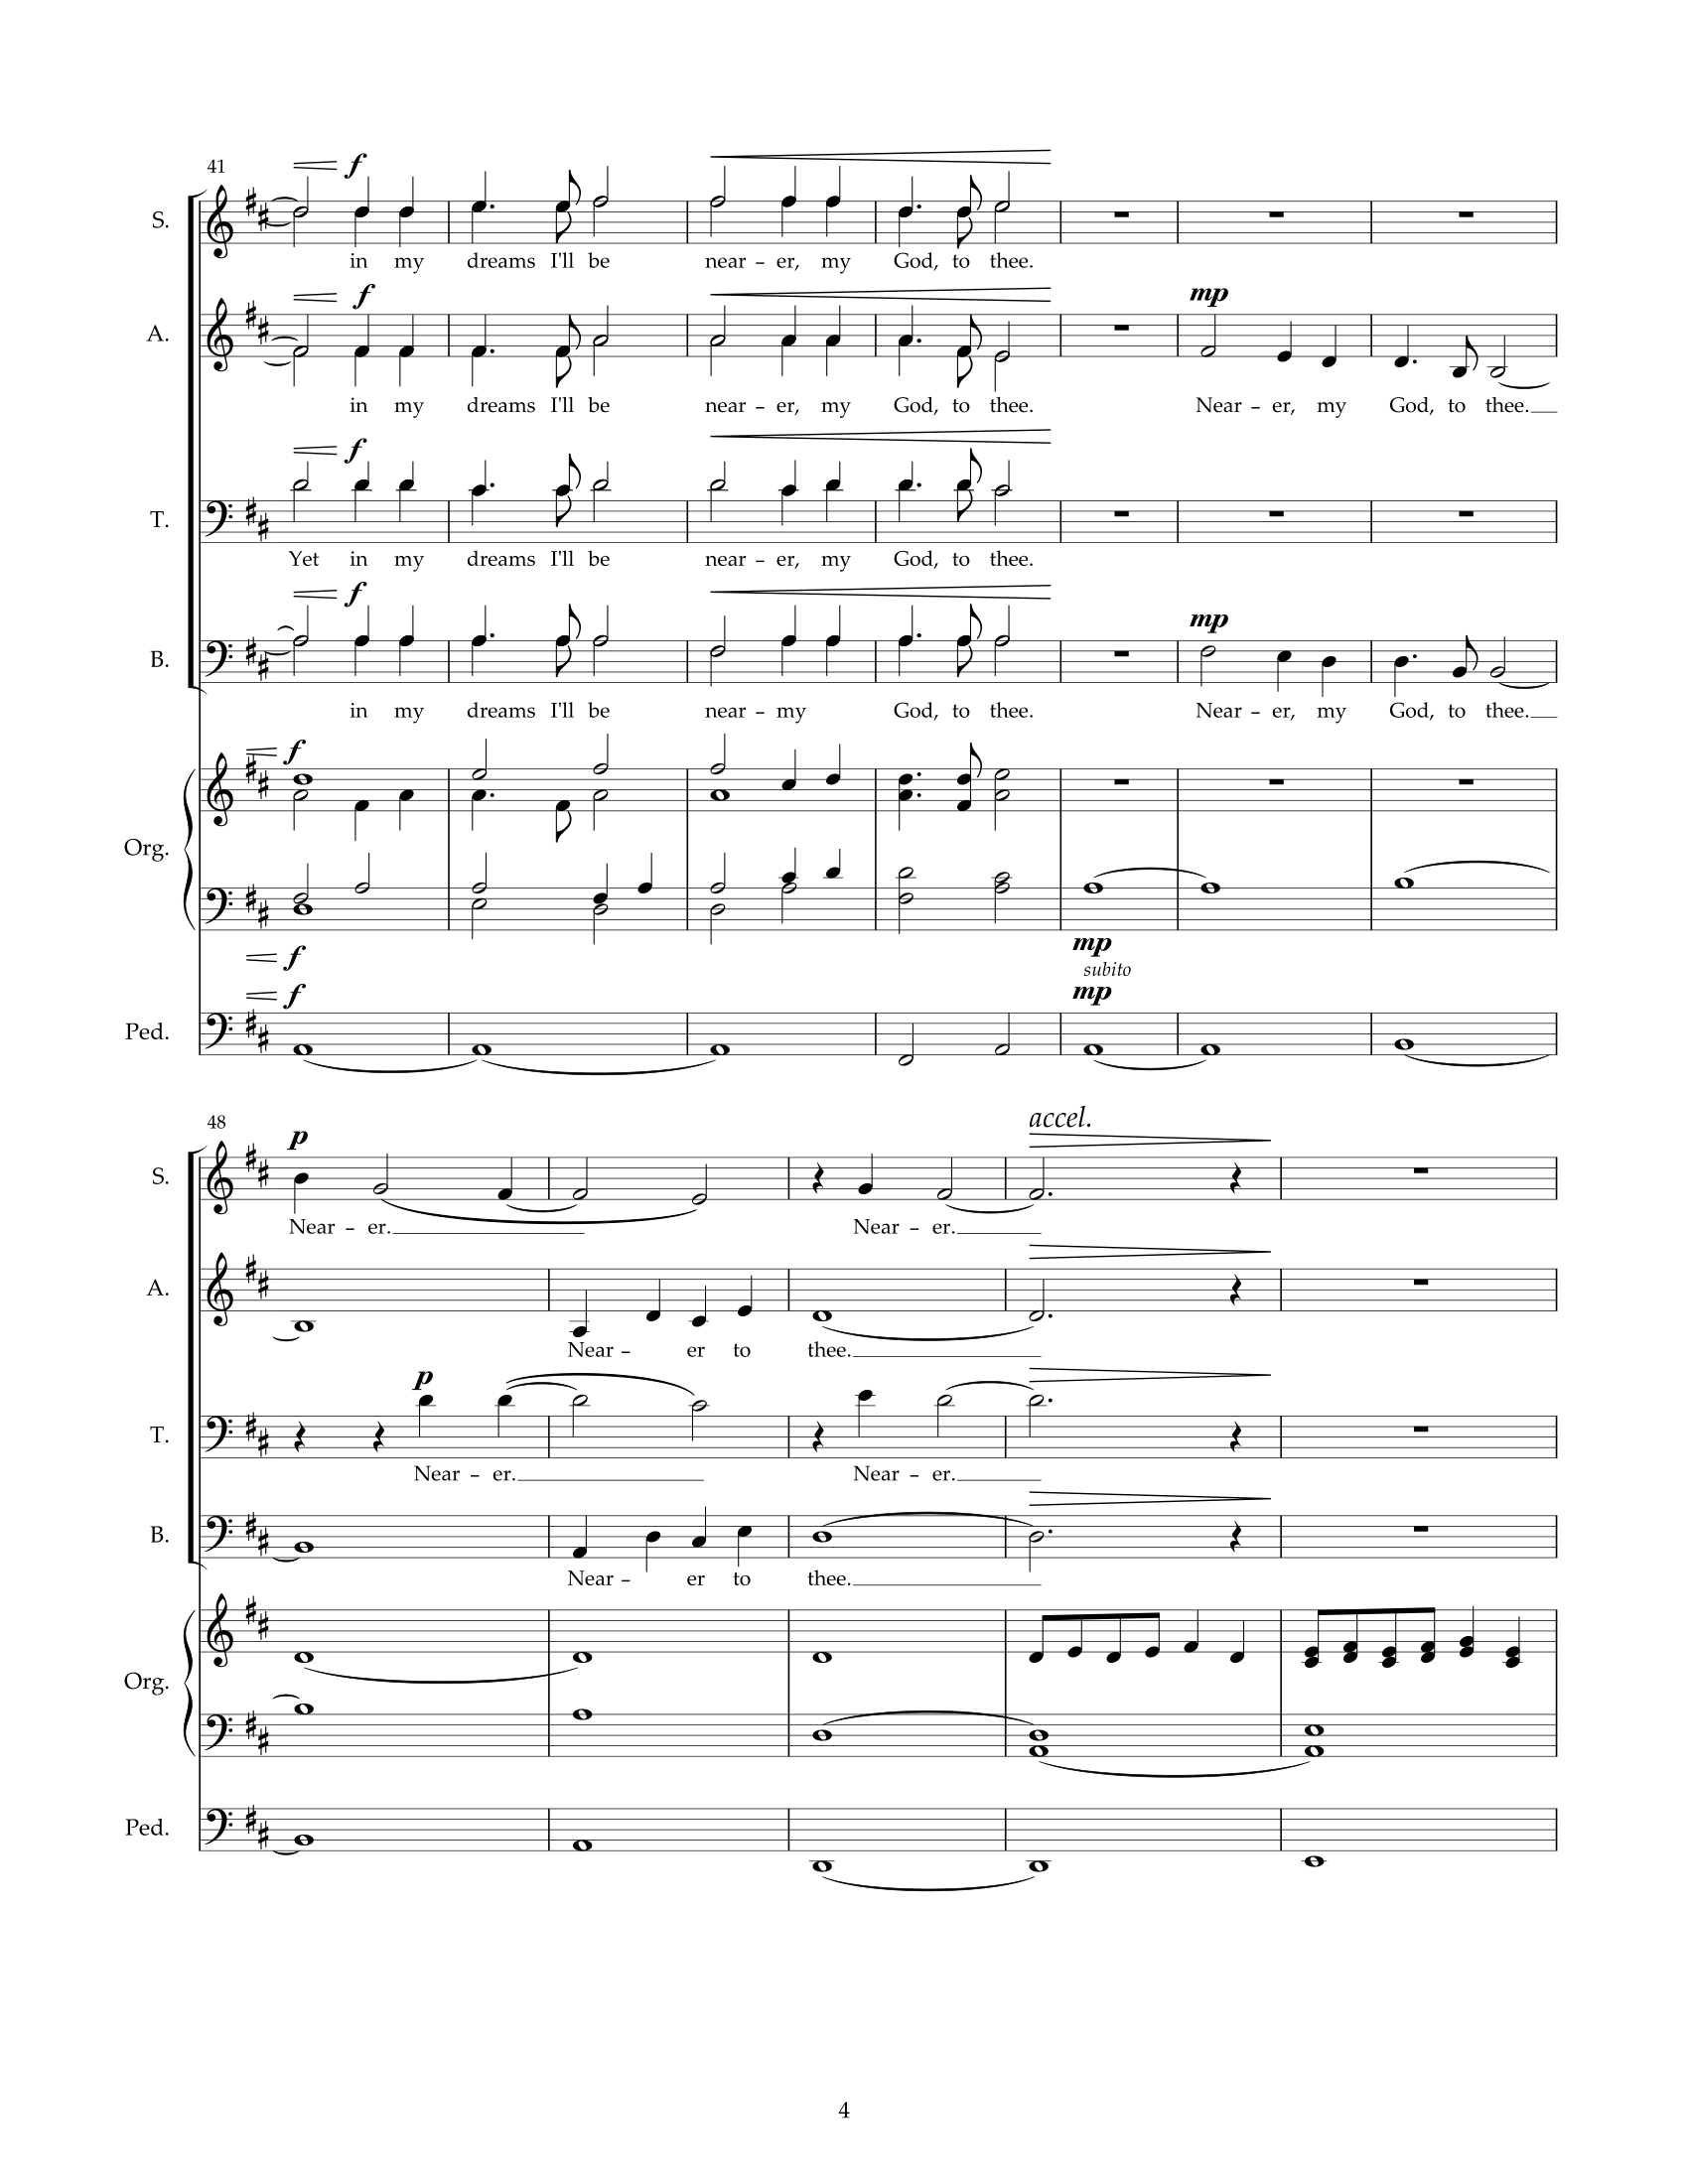 41
f
S.
in my dreams I'll be near – er, my God, to thee.
f
mp
A.
in my dreams I'll be near – er, my God, to thee. Near – er, my God, to thee.
f
T.
Yet in my dreams I'll be near – er, my God, to thee.
f
mp
B.
in my dreams I'll be near – my God, to thee. Near – er, my God, to thee.
f
Org.
f
mp
subito
f
mp
Ped.
accel.
48
p
S.
Near – er. Near – er.
A.
Near – er to thee.
p
T.
Near – er. Near – er.
B.
Near – er to thee.
Org.
Ped.
4